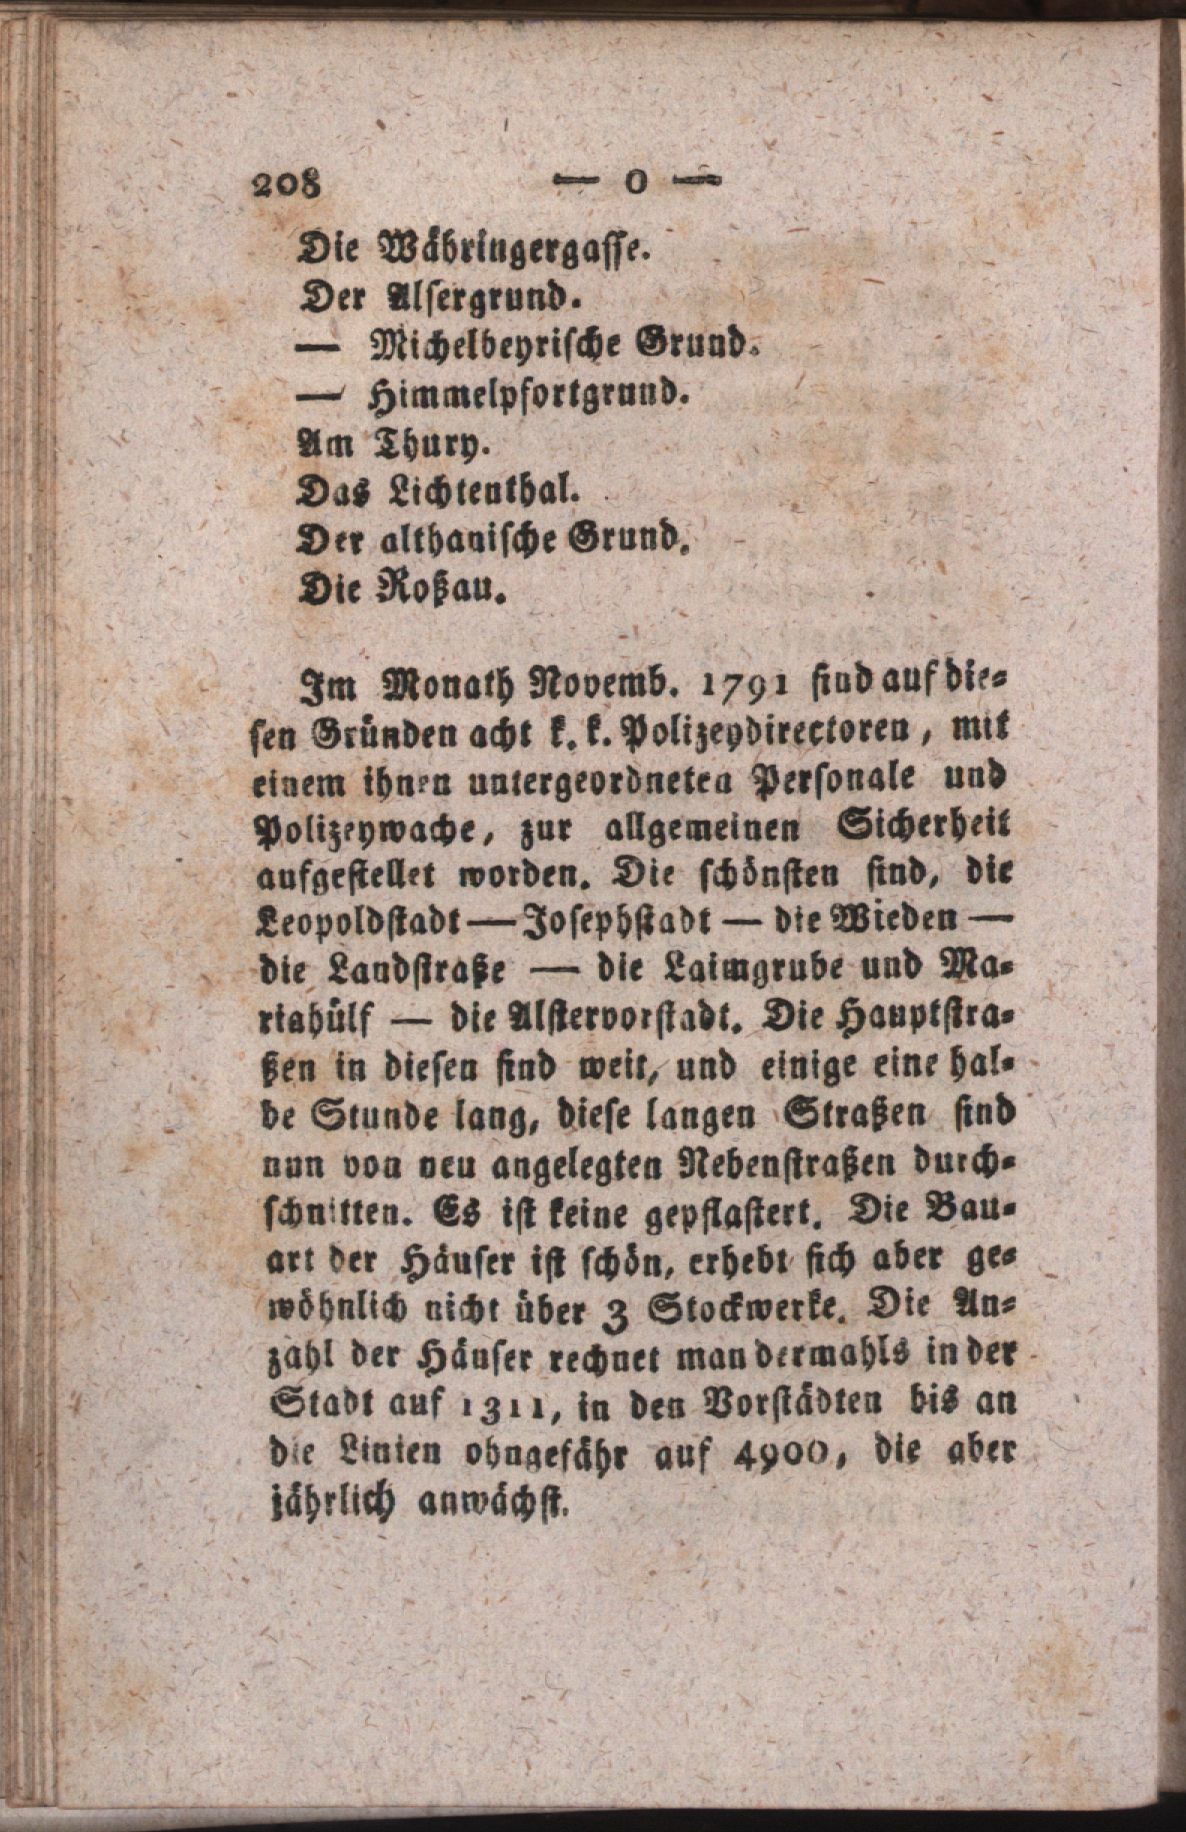 208 — 0 —
Die Währingergasse.
Der Alsergrund.
— Michelbeyrische Grund.
— Himmelpfortgrund.
Am Thury.
Das Lichtenthal.
Der althanische Grund.
Die Roßau.
Im Monath Novemb. 1791 sind auf die-
sen Gründen acht k. k. Polizeydirectoren, mit
einem ihnen untergeordneten Personale und
Polizeywache, zur allgemeinen Sicherheit
aufgestellet worden. Die schönsten sind, die
Leopoldstadt — Josephstadt — die Wieden —
die Landstraße — die Laimgrube und Ma-
riahülf — die Alstervorstadt. Die Hauptstra-
ßen in diesen sind weit, und einige eine hal-
be Stunde lang, diese langen Straßen sind
nun von neu angelegten Nebenstraßen durch-
schnitten. Es ist keine gepflastert. Die Bau-
art der Häuser ist schön, erhebt sich aber ge-
wöhnlich nicht über 3 Stockwerke. Die An-
zahl der Häuser rechnet man dermahls in der
Stadt auf 1311, in den Vorstädten bis an
die Linien ohngefähr auf 4900, die aber
jährlich anwächst.